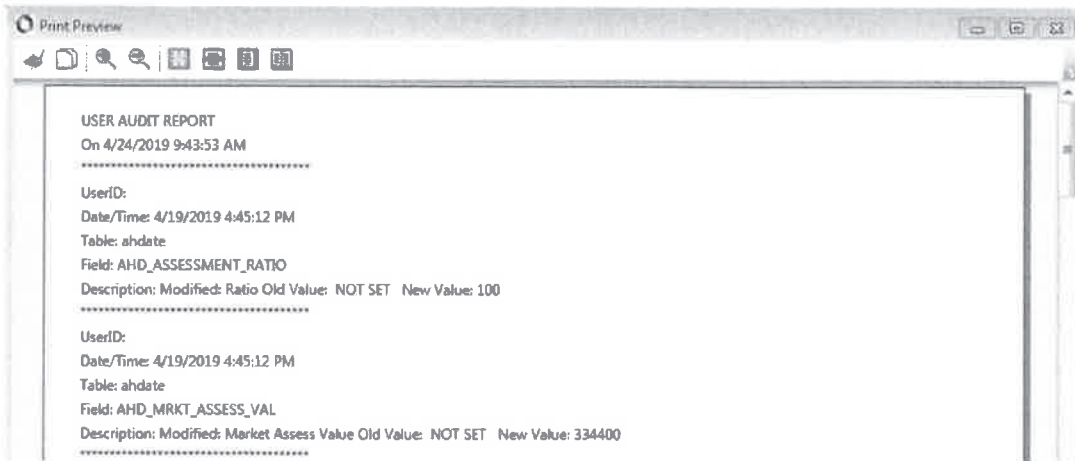 Print Preview
USER AUDIT REPORT
On 4/24/2019 9:43:53 AM
****************************************
UserID:
Date/Time: 4/19/2019 4:45:12 PM
Table: ahdate
Field: AHD_ASSESSMENT_RATIO
Description: Modified: Ratio Old Value: NOT SET New Value: 100
****************************************
UserID:
Date/Time: 4/19/2019 4:45:12 PM
Table: ahdate
Field: AHD_MRKT_ASSESS_VAL
Description: Modified: Market Assess Value Old Value: NOT SET New Value: 334400
****************************************